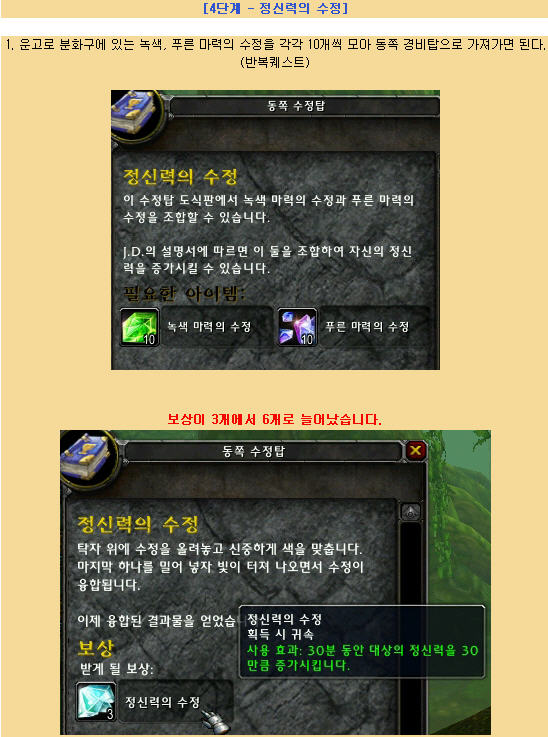 [4단계 - 정신력의 수정]
1. 운고로 분화구에 있는 녹색, 푸른 마력의 수정을 각각 10개씩 모아 동쪽 경비탑으로 가져가면 된다.
(반복퀘스트)
동쪽 수정탑
정신력의 수정
이 수정탑 도식판에서 녹색 마력의 수정과 푸른 마력의
수정을 조합할 수 있습니다.
J.D.의 설명서에 따르면 이 둘을 조합하여 자신의 정신
력을 증가시킬 수 있습니다.
필요한 아이템:
10
녹색 마력의 수정
10
푸른 마력의 수정
보상이 3개에서 6개로 늘어났습니다.
동쪽 수정탑
정신력의 수정
탁자 위에 수정을 올려놓고 신중하게 색을 맞춥니다.
마지막 하나를 밀어 넣자 빛이 터져 나오면서 수정이
융합됩니다.
이제 융합된 결과물을 얻었습
정신력의 수정
획득 시 귀속
사용 효과: 30분 동안 대상의 정신력을 30
만큼 증가시킵니다.
보상
받게 될 보상:
3
정신력의 수정